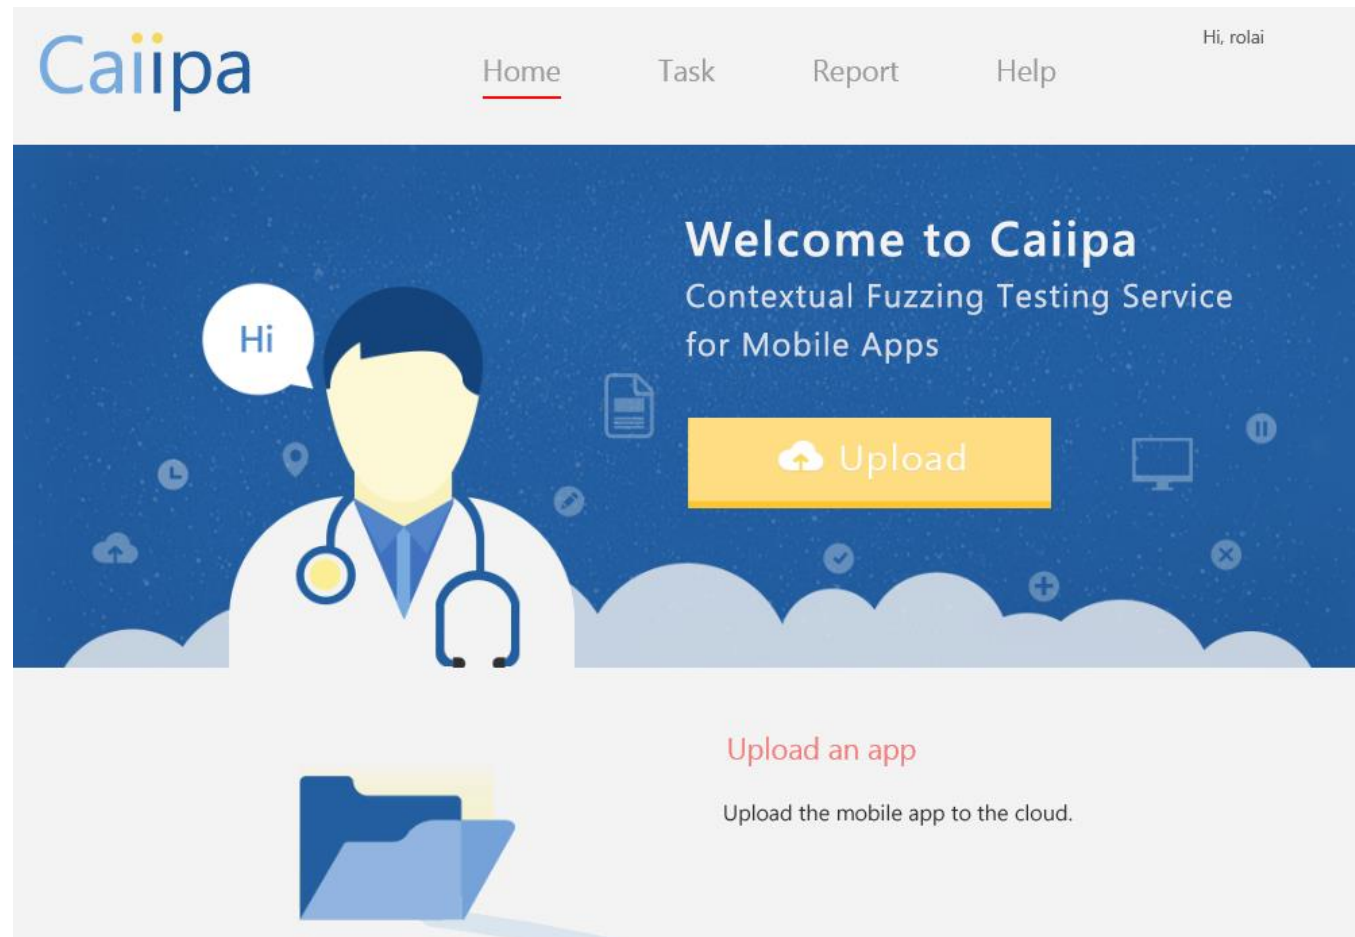 Caiipa
Home Task Report Help
Hi, rolai
Hi
Welcome to Caiipa
Contextual Fuzzing Testing Service
for Mobile Apps
Upload
Upload an app
Upload the mobile app to the cloud.